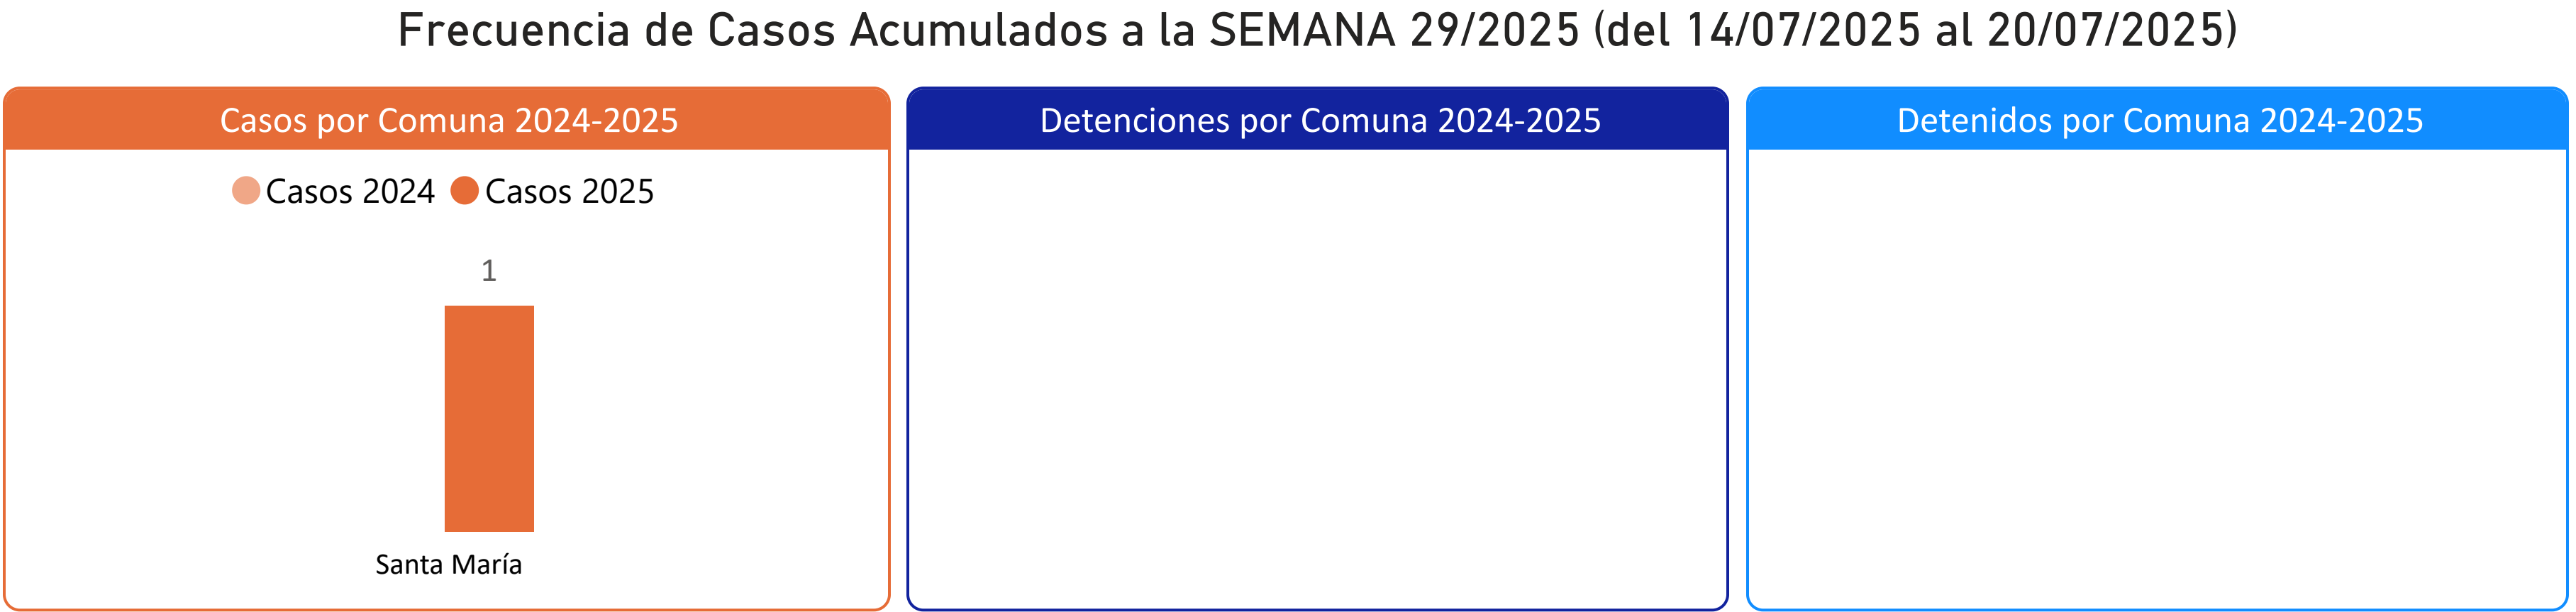 Frecuencia de Casos Acumulados a la SEMANA 29/2025 (del 14/07/2025 al 20/07/2025)
Casos por Comuna 2024-2025
Casos 2024 Casos 2025
1
Santa María
Detenciones por Comuna 2024-2025
Detenidos por Comuna 2024-2025